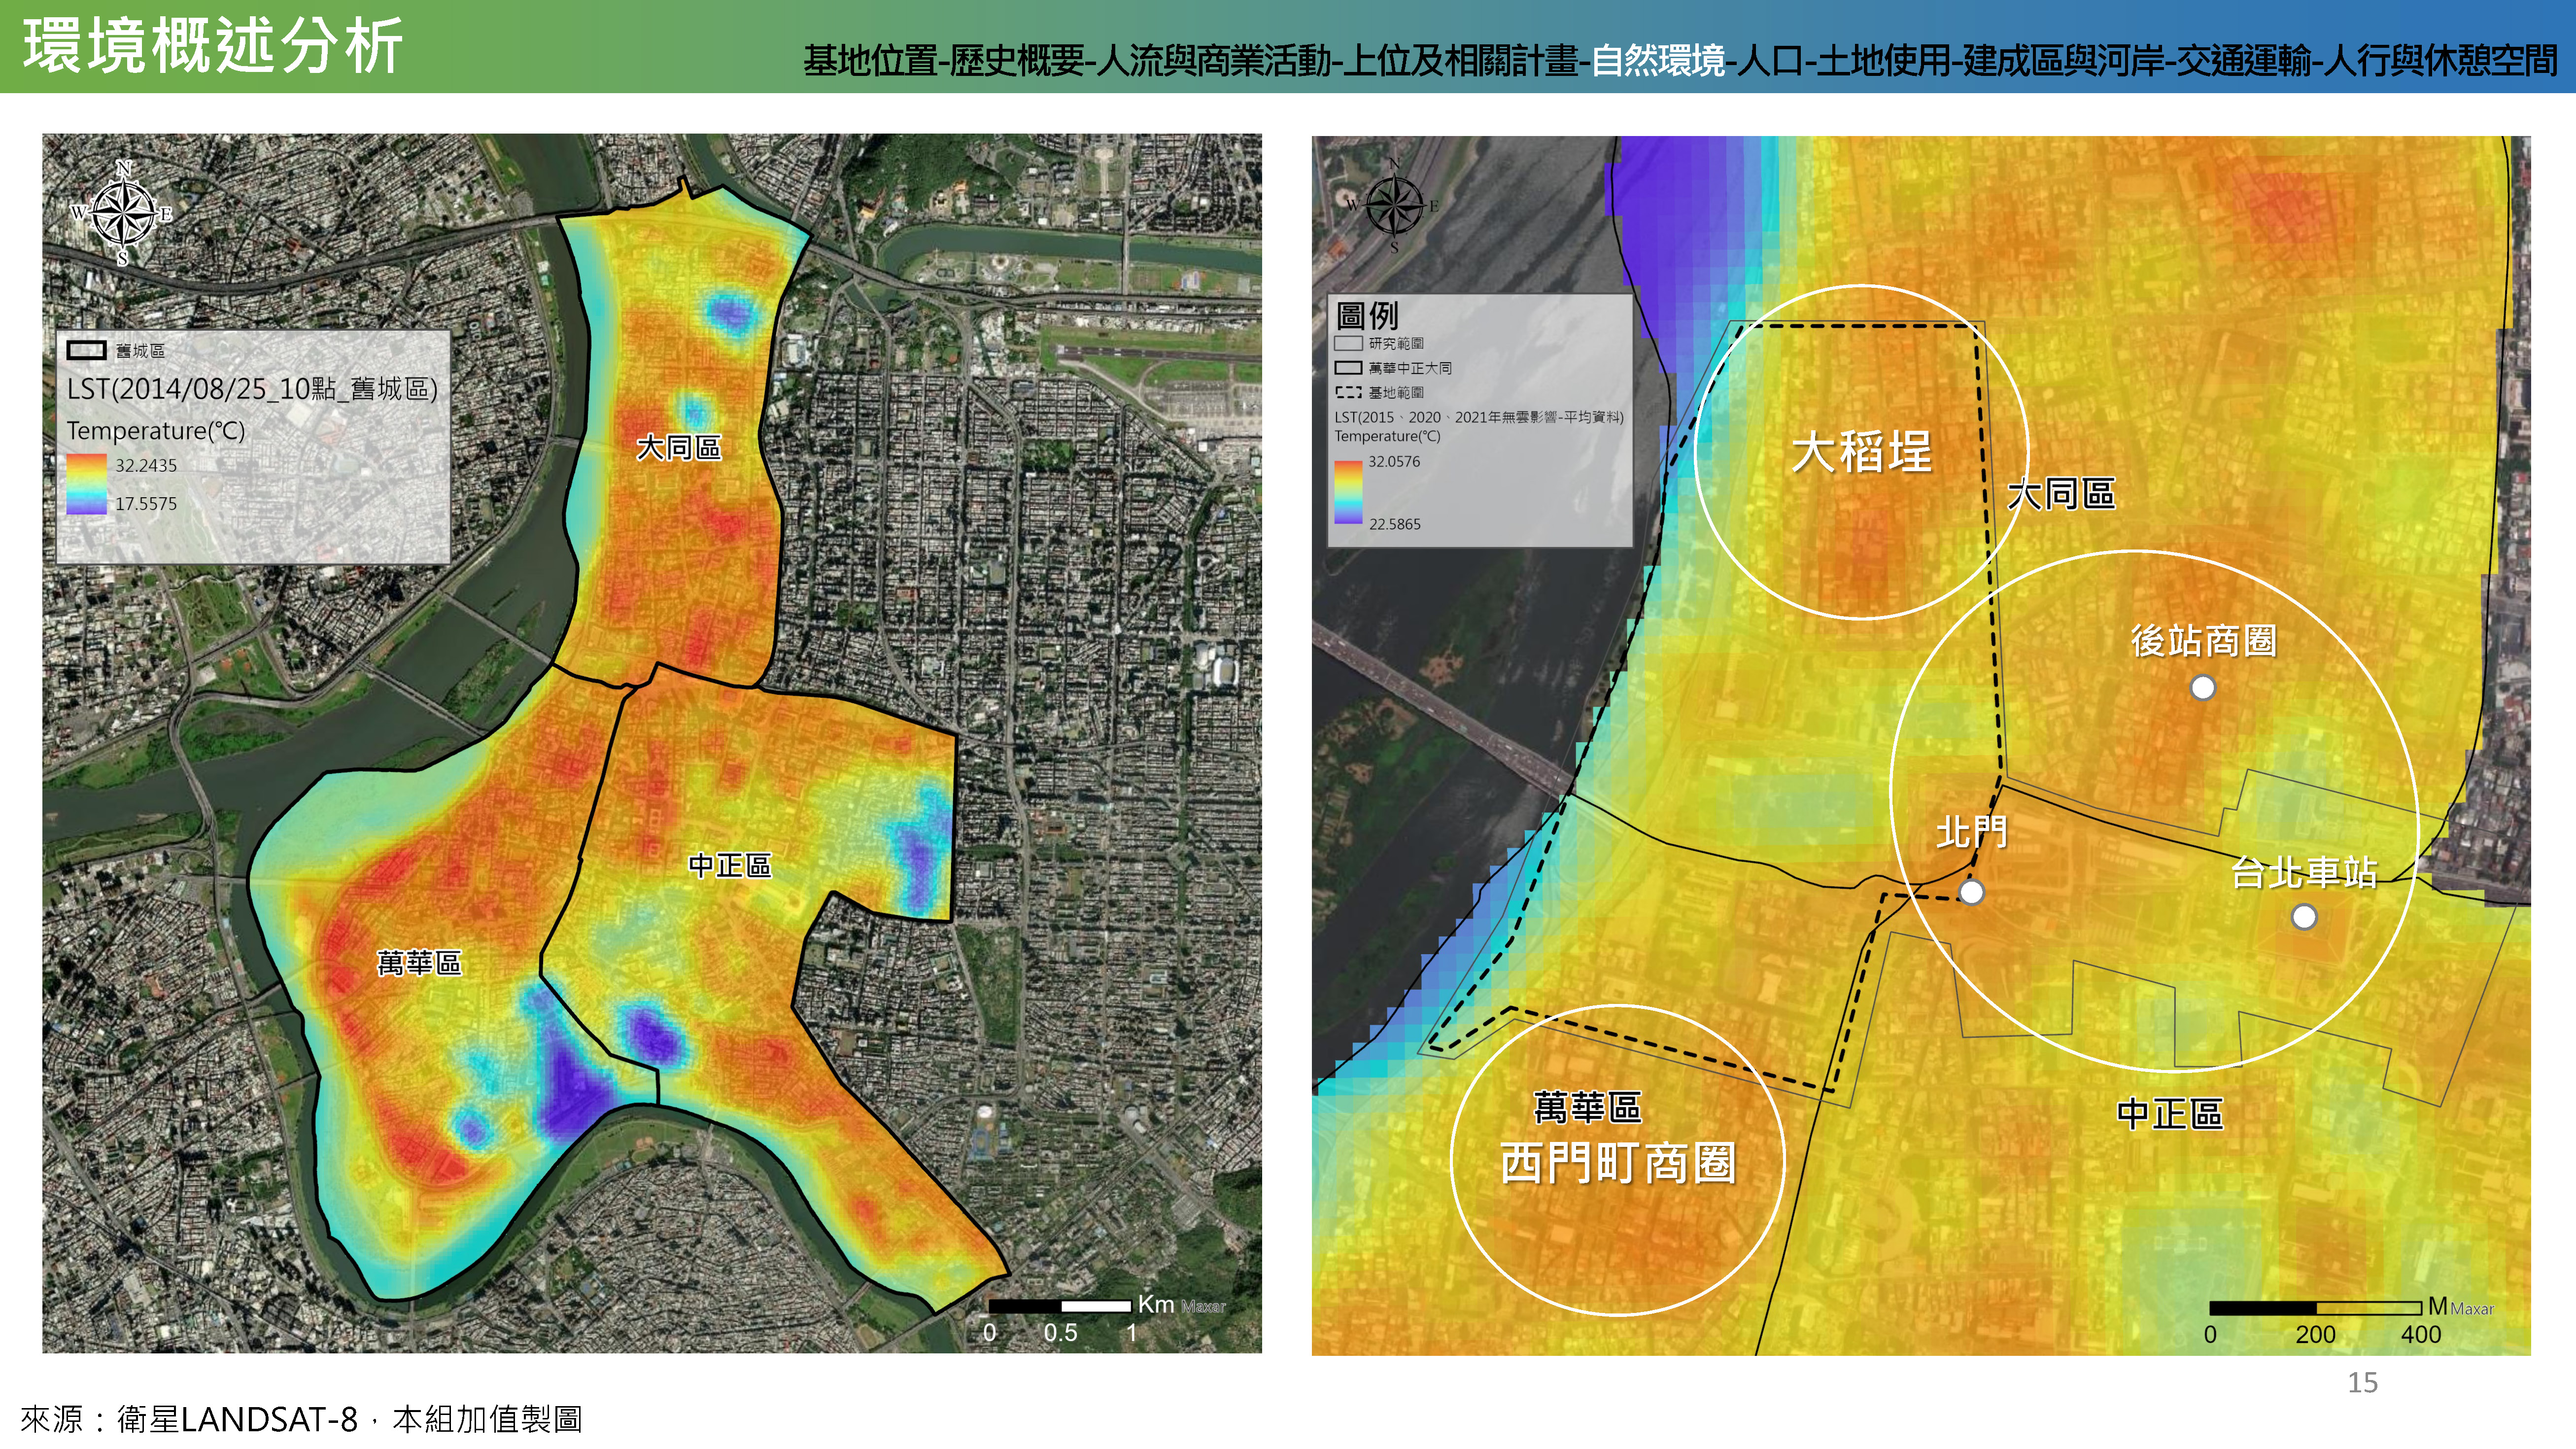 環境概述分析
基地位置-歷史概要-人流與商業活動-上位及相關計畫-自然環境-人口-土地使用-建成區與河岸-交通運輸-人行與休憩空間
N
W
E
S
舊城區
LST(2014/08/25_10點_舊城區)
Temperature(℃)
32.2435
17.5575
大同區
中正區
萬華區
Km
Maxar
0 0.5 1
N
W
E
S
圖例
研究範圍
萬華中正大同
基地範圍
LST(2015、2020、2021年無雲影響-平均資料)
Temperature(℃)
32.0576
22.5865
大稻埕
大同區
後站商圈
北門
台北車站
萬華區
西門町商圈
中正區
M
Maxar
0 200 400
15
來源：衛星LANDSAT-8，本組加值製圖